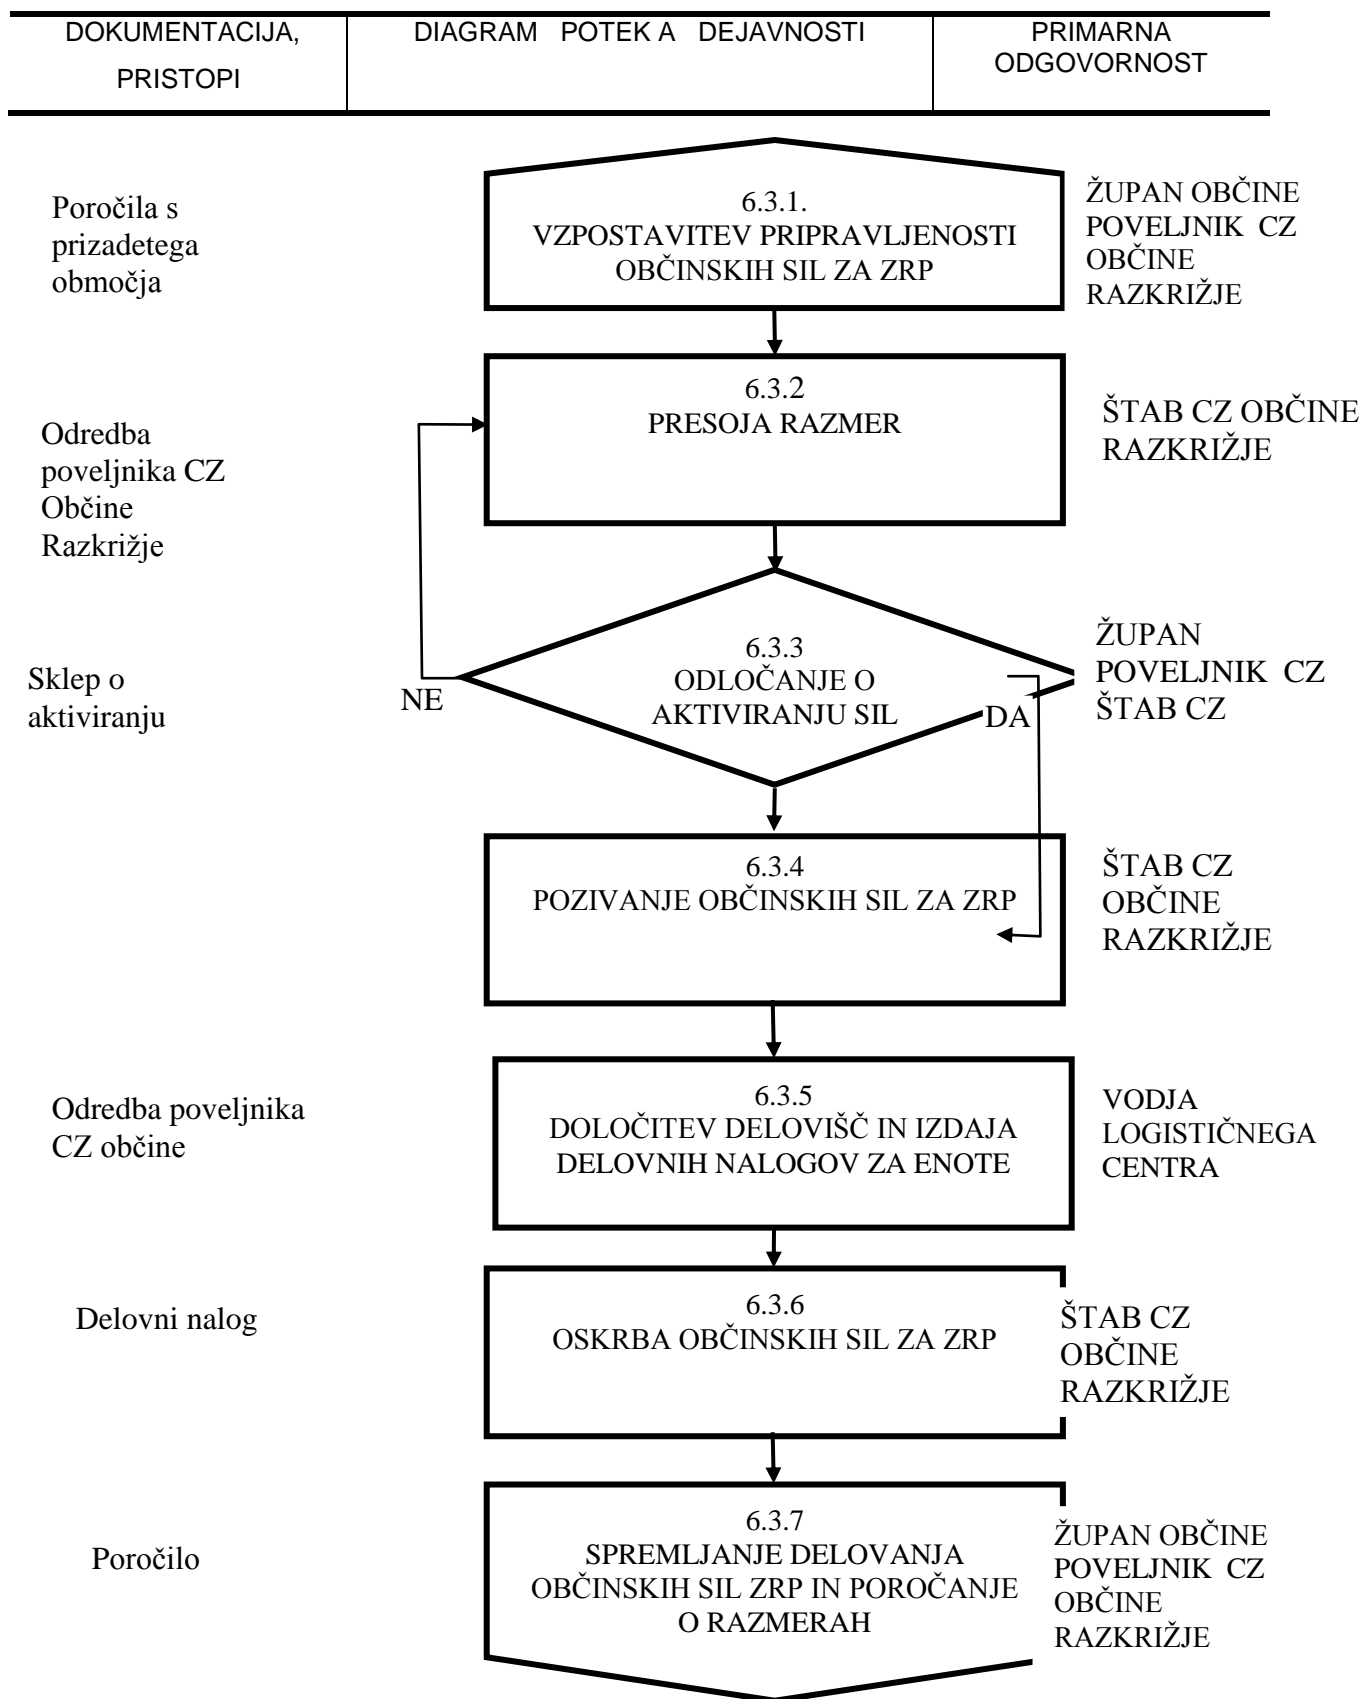 DOKUMENTACIJA,
PRISTOPI
DIAGRAM POTEK A DEJAVNOSTI
PRIMARNA
ODGOVORNOST
Poročila s
prizadetega
območja
6.3.1.
VZPOSTAVITEV PRIPRAVLJENOSTI
OBČINSKIH SIL ZA ZRP
ŽUPAN OBČINE
POVELJNIK CZ
OBČINE
RAZKRIŽJE
Odredba
poveljnika CZ
Občine
Razkrižje
6.3.2
PRESOJA RAZMER
ŠTAB CZ OBČINE
RAZKRIŽJE
Sklep o
aktiviranju
NE
6.3.3
ODLOČANJE O
AKTIVIRANJU SIL
DA
ŽUPAN
POVELJNIK CZ
ŠTAB CZ
6.3.4
POZIVANJE OBČINSKIH SIL ZA ZRP
ŠTAB CZ
OBČINE
RAZKRIŽJE
Odredba poveljnika
CZ občine
6.3.5
DOLOČITEV DELOVIŠČ IN IZDAJA
DELOVNIH NALOGOV ZA ENOTE
VODJA
LOGISTIČNEGA
CENTRA
Delovni nalog
6.3.6
OSKRBA OBČINSKIH SIL ZA ZRP
ŠTAB CZ
OBČINE
RAZKRIŽJE
Poročilo
6.3.7
SPREMLJANJE DELOVANJA
OBČINSKIH SIL ZRP IN POROČANJE
O RAZMERAH
ŽUPAN OBČINE
POVELJNIK CZ
OBČINE
RAZKRIŽJE